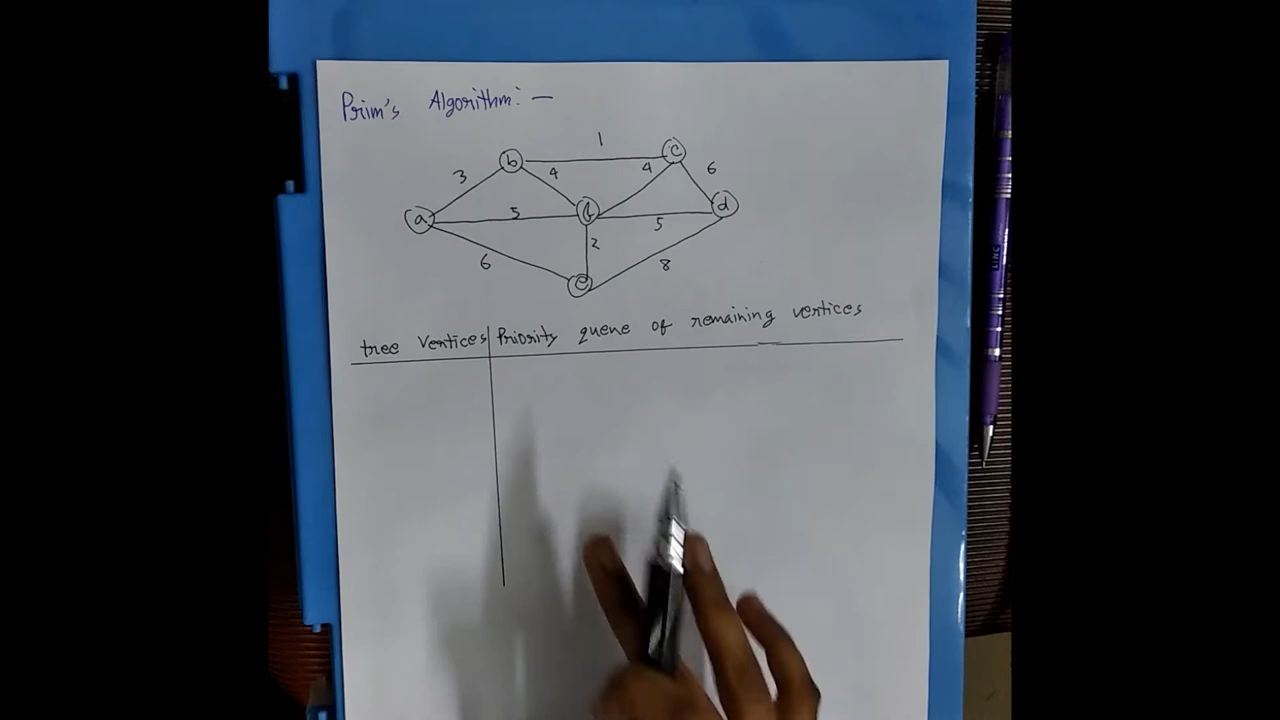 Prim's Algorithm: —
1
b
c
3
4
4
6
a
5
f
5
d
2
6
8
e
tree vertices Priority queue of remaining vertices
LINC